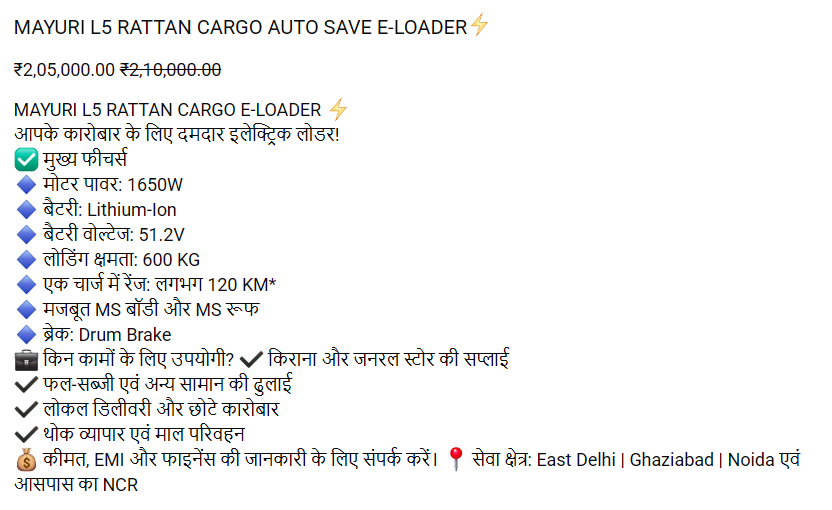 MAYURI L5 RATTAN CARGO AUTO SAVE E-LOADER⚡
₹2,05,000.00 ₹2,10,000.00
MAYURI L5 RATTAN CARGO E-LOADER ⚡
आपके कारोबार के लिए दमदार इलेक्ट्रिक लोडर!
✅ मुख्य फीचर्स
🔷 मोटर पावर: 1650W
🔷 बैटरी: Lithium-Ion
🔷 बैटरी वोल्टेज: 51.2V
🔷 लोडिंग क्षमता: 600 KG
🔷 एक चार्ज में रेंज: लगभग 120 KM*
🔷 मजबूत MS बॉडी और MS रूफ
🔷 ब्रेक: Drum Brake
💼 किन कामों के लिए उपयोगी? ✔ किराना और जनरल स्टोर की सप्लाई
✔ फल-सब्जी एवं अन्य सामान की ढुलाई
✔ लोकल डिलीवरी और छोटे कारोबार
✔ थोक व्यापार एवं माल परिवहन
💰 कीमत, EMI और फाइनेंस की जानकारी के लिए संपर्क करें। 📍 सेवा क्षेत्र: East Delhi | Ghaziabad | Noida एवं
आसपास का NCR